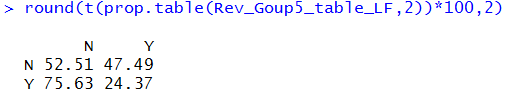 > round(t(prop.table(Rev_Goup5_table_LF,2))*100,2)
N Y
N 52.51 47.49
Y 75.63 24.37